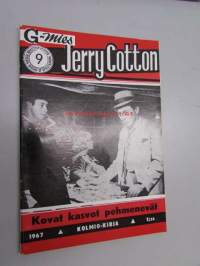 G-mies
Jerry Cotton
9
Kovat kasvot pehmenevät
1967 ▲ KOLMIO-KIRJA ▲